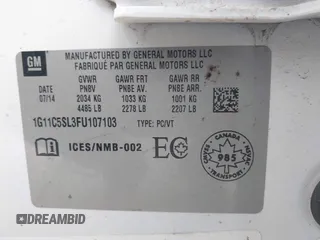 GM
MANUFACTURED BY GENERAL MOTORS LLC
FABRIQUE PAR GENERAL MOTORS LLC
DATE GVWR GAWR FRT GAWR RR
PNBV PNBE AV. PNBE ARR.
07/14 2034 KG 1033 KG 1001 KG
4485 LB 2278 LB 2207 LB
1G11C5SL3FU107103 TYPE: PC/VT
ICES/NMB-002 EC
CANADA
985
DREAMBID